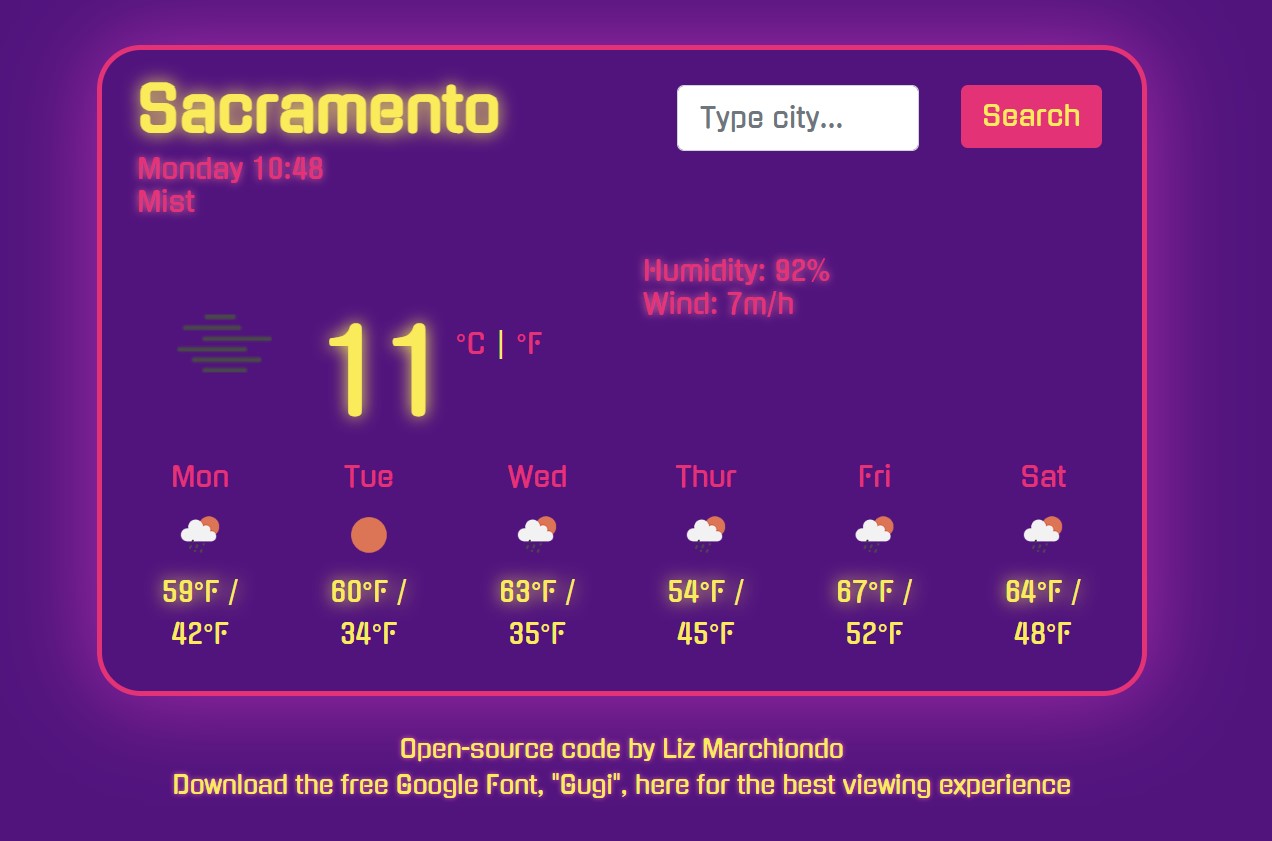 Sacramento
Type city...
Search
Monday 10:48
Mist
Humidity: 92%
Wind: 7m/h
11 °C | °F
Mon Tue Wed Thur Fri Sat
59°F / 60°F / 63°F / 54°F / 67°F / 64°F /
42°F 34°F 35°F 45°F 52°F 48°F
Open-source code by Liz Marchiondo
Download the free Google Font, "Gugi", here for the best viewing experience